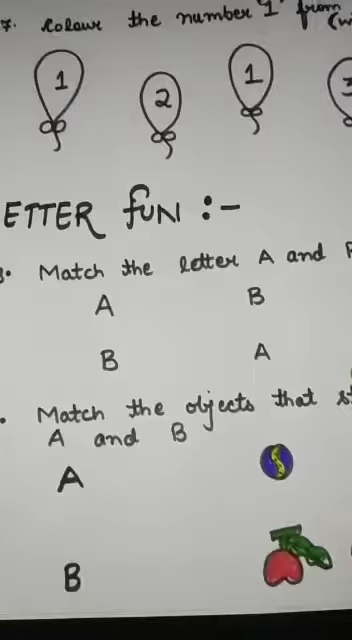 7. Colour the number 1 from
1 2 1 3
ETTER FUN :-
Match the letter A and
A B
B A
Match the objects that
A and B
A
B